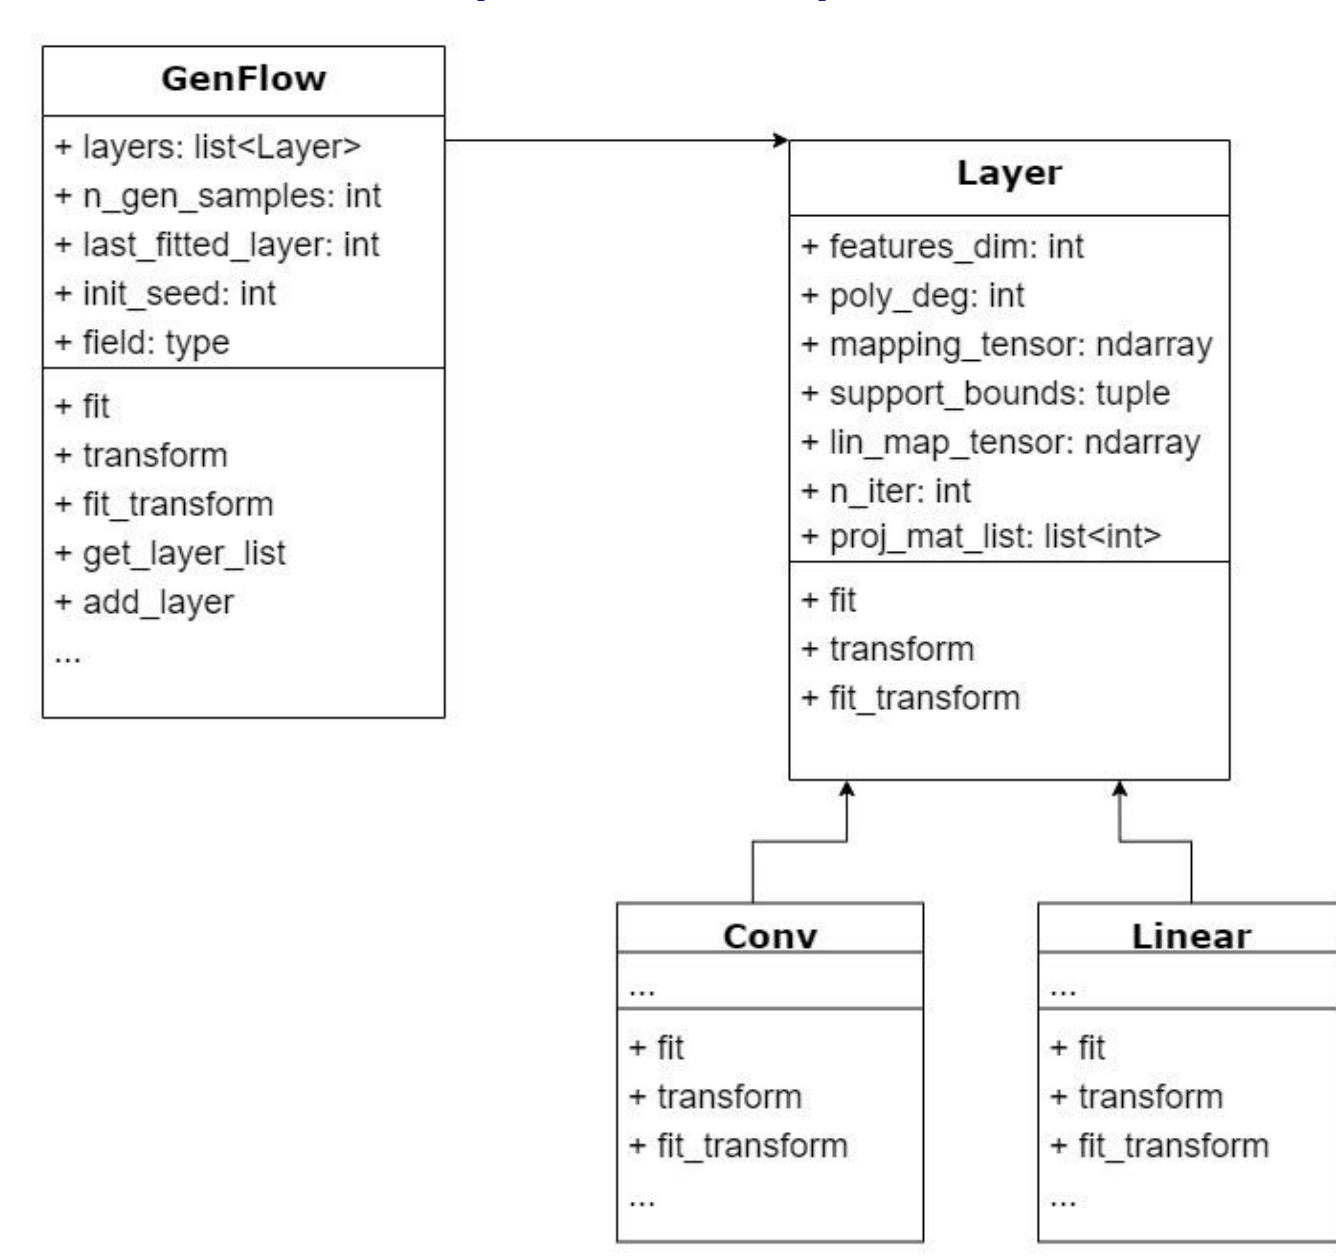 GenFlow
+ layers: list<Layer>
+ n_gen_samples: int
+ last_fitted_layer: int
+ init_seed: int
+ field: type
+ fit
+ transform
+ fit_transform
+ get_layer_list
+ add_layer
...
Layer
+ features_dim: int
+ poly_deg: int
+ mapping_tensor: ndarray
+ support_bounds: tuple
+ lin_map_tensor: ndarray
+ n_iter: int
+ proj_mat_list: list<int>
+ fit
+ transform
+ fit_transform
Conv
...
+ fit
+ transform
+ fit_transform
...
Linear
...
+ fit
+ transform
+ fit_transform
...